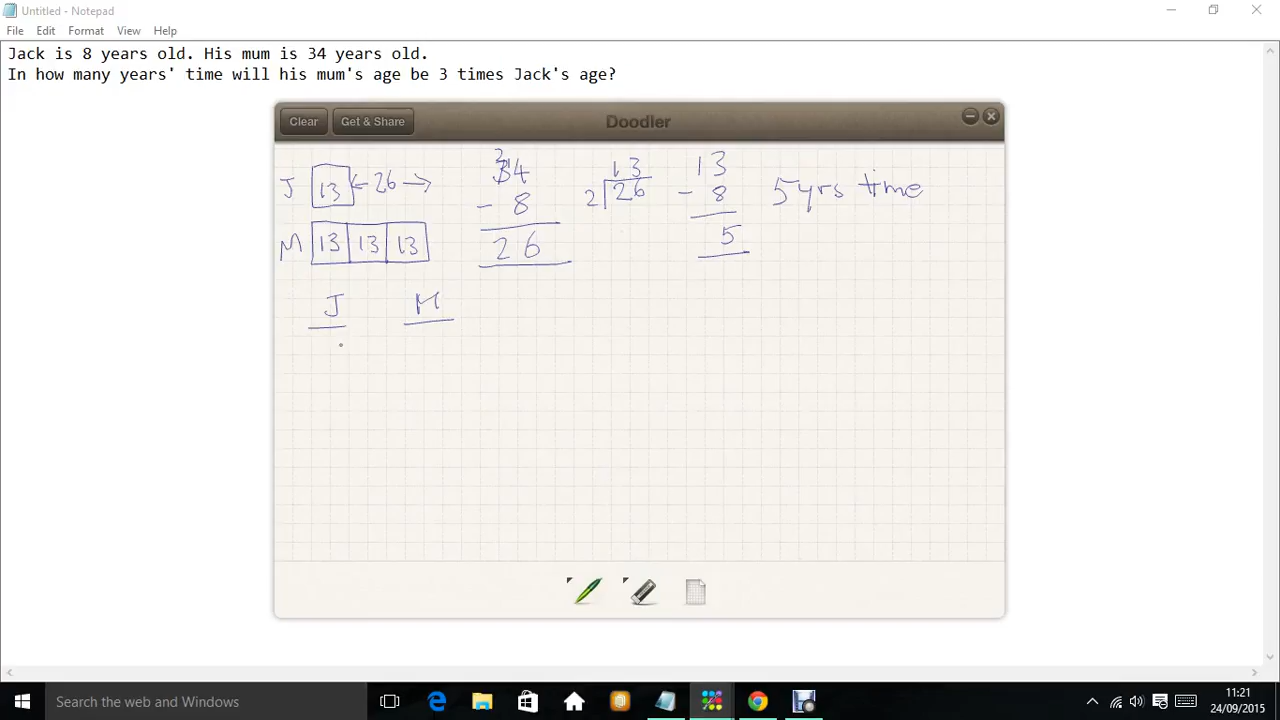 Untitled - Notepad
File Edit Format View Help
Jack is 8 years old. His mum is 34 years old.
In how many years' time will his mum's age be 3 times Jack's age?
Clear Get & Share Doodler
J 13 ← 26 →
M 13 13 13
2
34
- 8
26
13
2 26
13
- 8
5
5 yrs time
J M
Search the web and Windows
11:21
24/09/2015